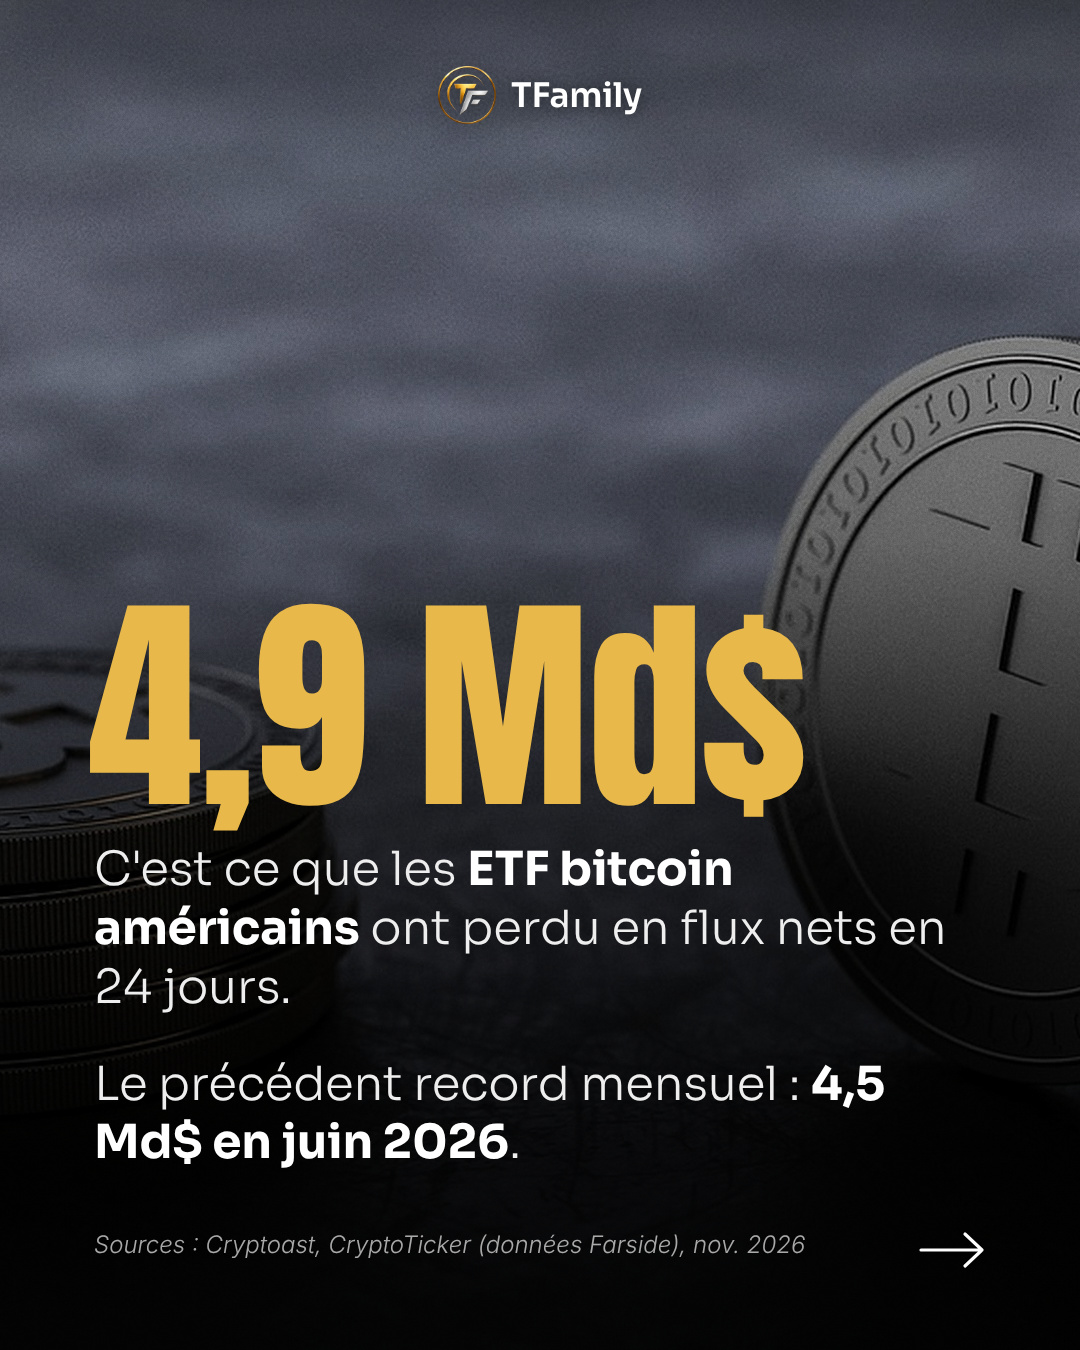 TFamily
4,9 Md$
C'est ce que les ETF bitcoin
américains ont perdu en flux nets en
24 jours.
Le précédent record mensuel : 4,5
Md$ en juin 2026.
Sources : Cryptoast, CryptoTicker (données Farside), nov. 2026